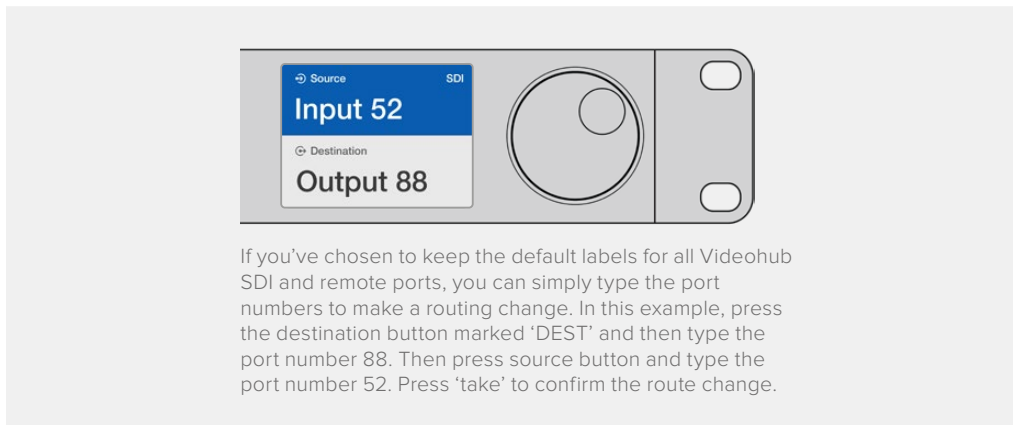 Source SDI
Input 52
Destination
Output 88
If you’ve chosen to keep the default labels for all Videohub
SDI and remote ports, you can simply type the port
numbers to make a routing change. In this example, press
the destination button marked ‘DEST’ and then type the
port number 88. Then press source button and type the
port number 52. Press ‘take’ to confirm the route change.